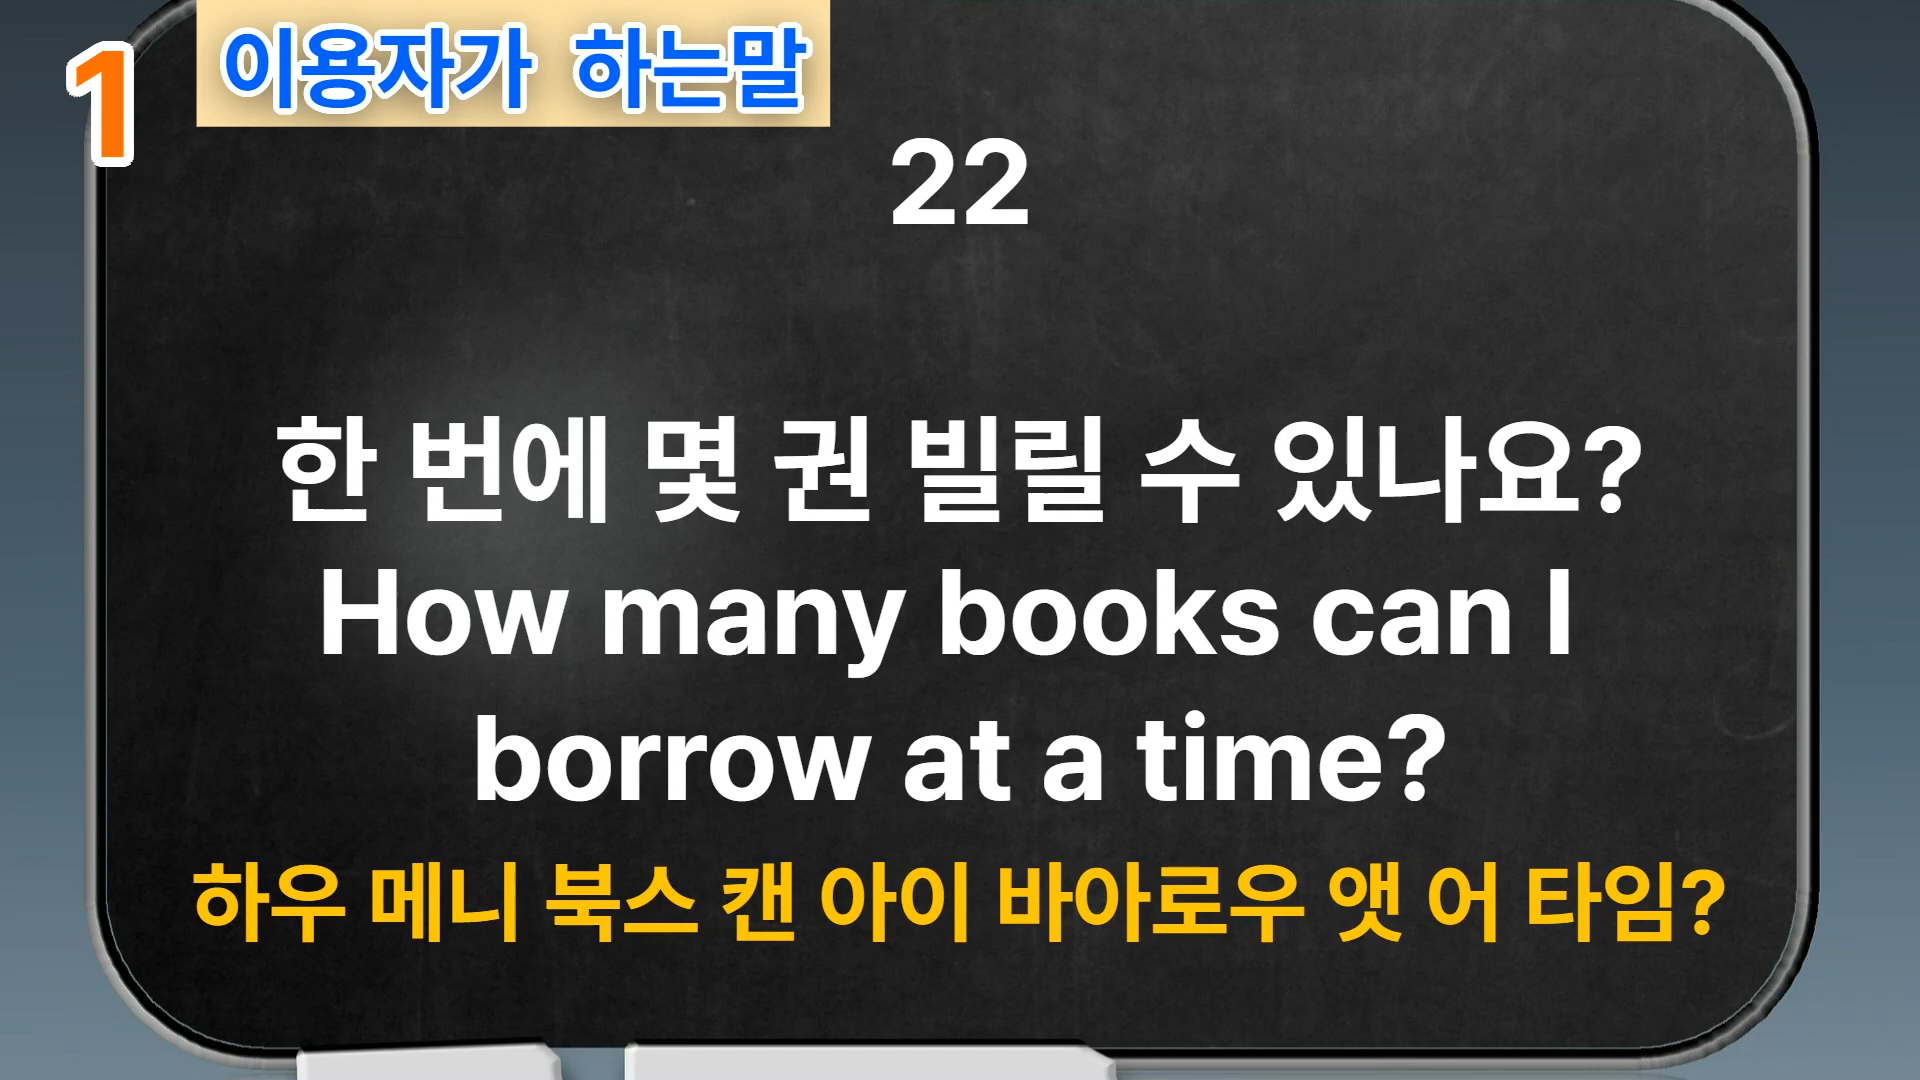 1
이용자가 하는말
22
한 번에 몇 권 빌릴 수 있나요?
How many books can I
borrow at a time?
하우 메니 북스 캔 아이 바아로우 앳 어 타임?